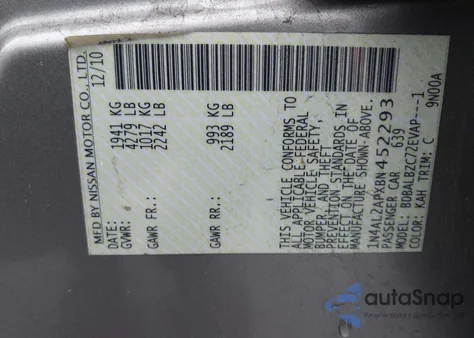 MFD BY NISSAN MOTOR CO., LTD.
12/10
GVWR: 1941 KG
4279 LB
GAWR FR: 1017 KG
2242 LB
GAWR RR: 993 KG
2189 LB
THIS VEHICLE CONFORMS TO
ALL APPLICABLE FEDERAL
MOTOR VEHICLE SAFETY,
BUMPER, AND THEFT
PREVENTION STANDARDS IN
EFFECT ON THE DATE OF
MANUFACTURE SHOWN ABOVE.
1N4AL2APXBN452293
PASSENGER CAR 639
MODEL: BDBALBZC72EVAP---1
COLOR: KAH TRIM: C 9N00A
autoSnap